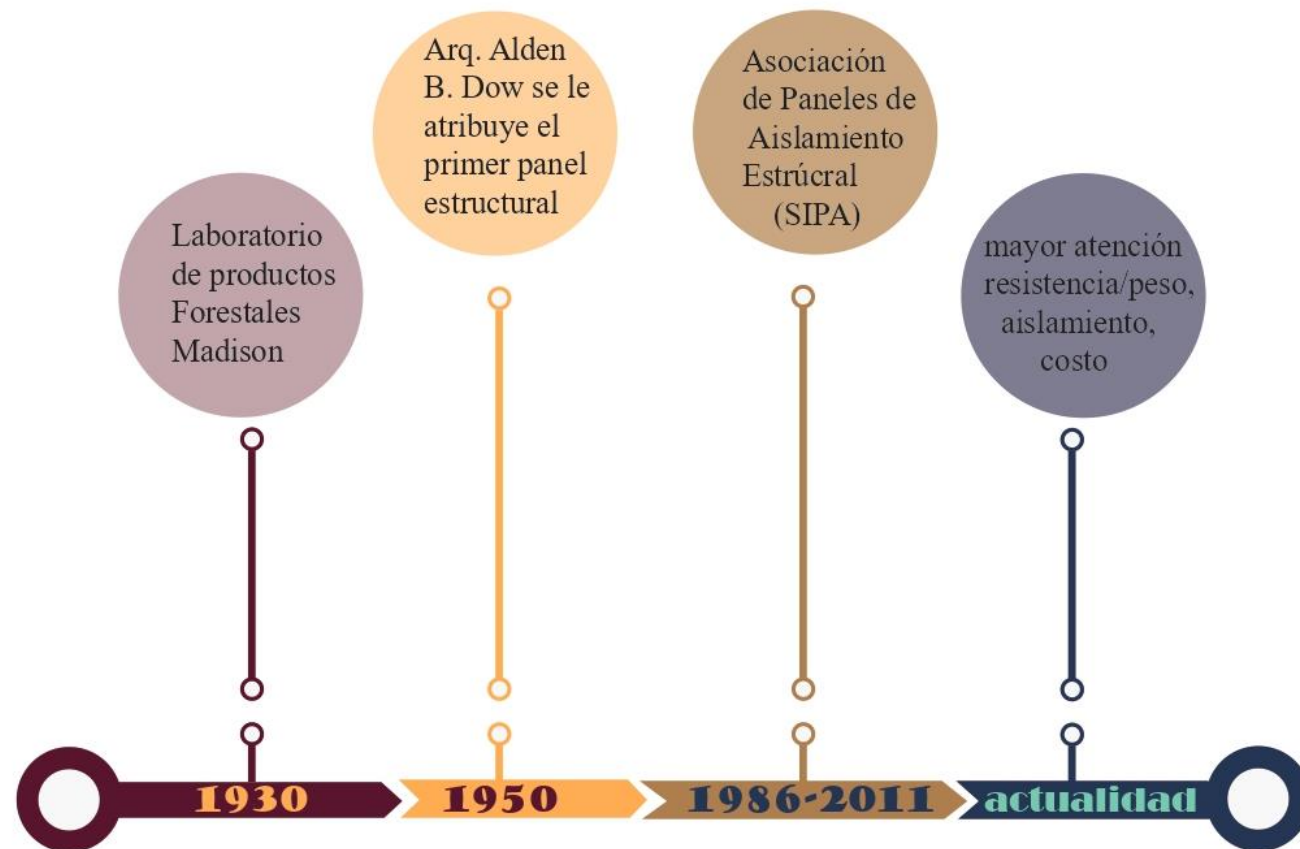 Laboratorio
de productos
Forestales
Madison
Arq. Alden
B. Dow se le
atribuye el
primer panel
estructural
Asociación
de Paneles de
Aislamiento
Estrúcral
(SIPA)
mayor atención
resistencia/peso,
aislamiento,
costo
1930
1950
1986-2011
actualidad